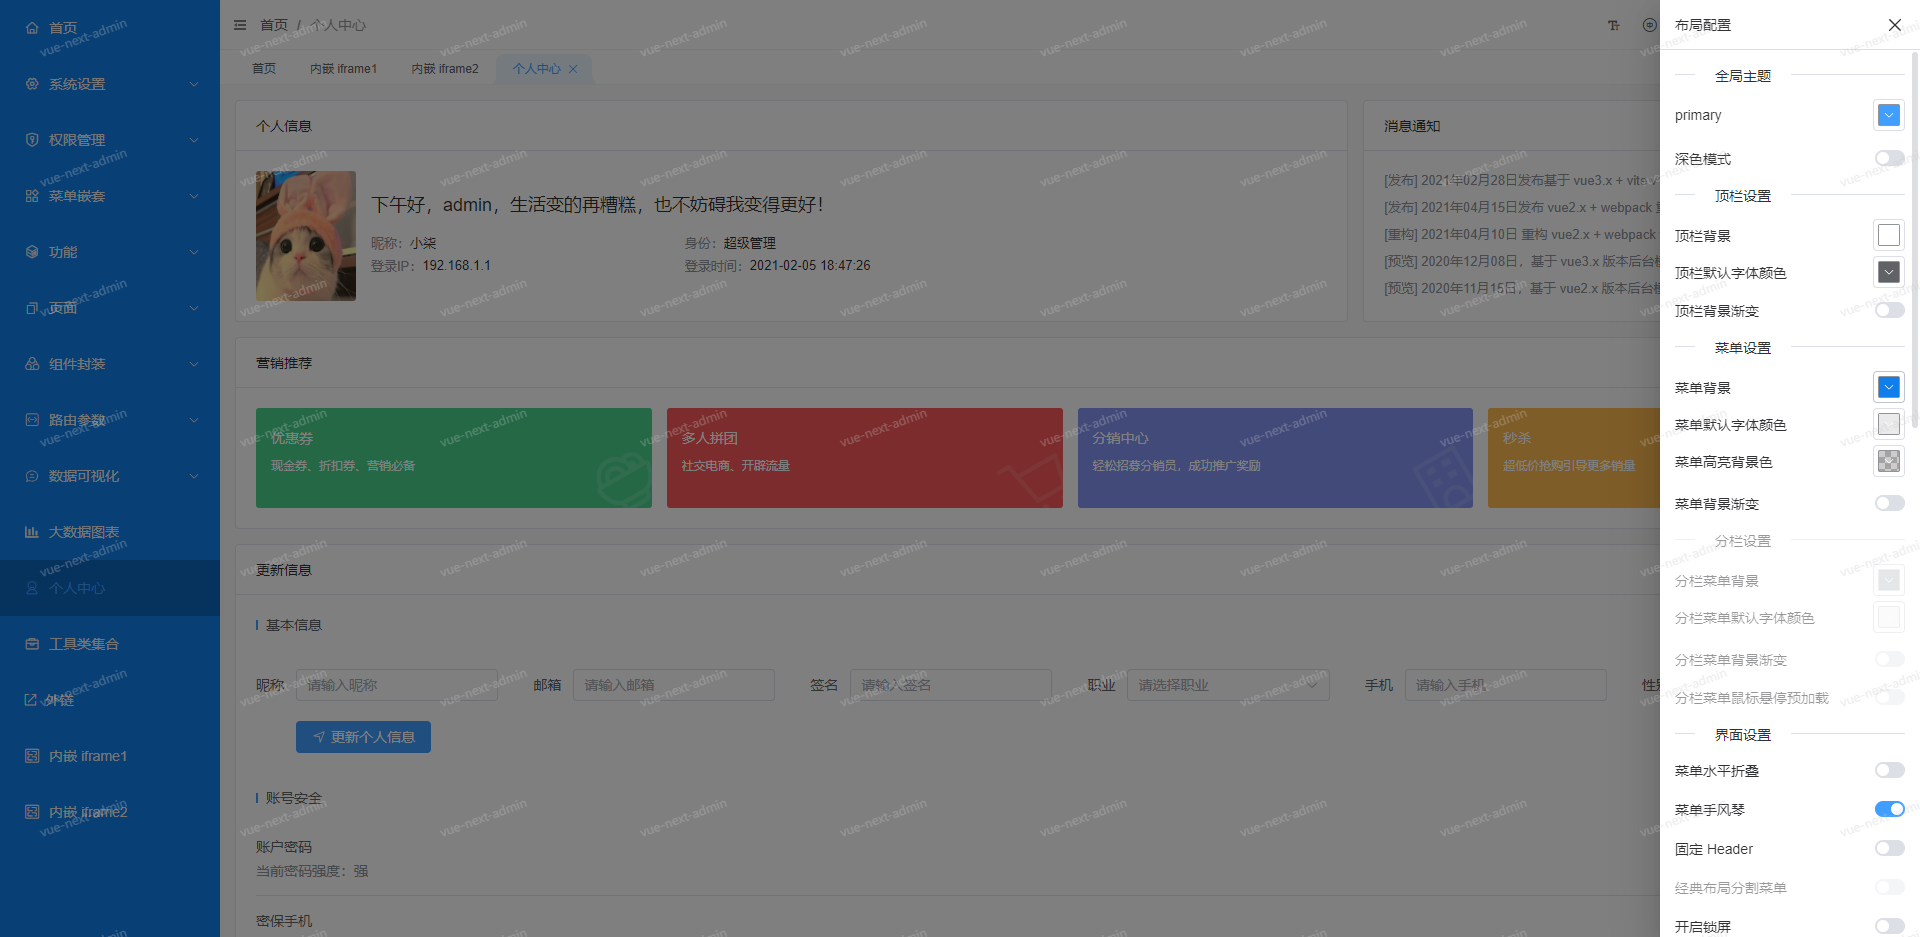 首页
系统设置
权限管理
菜单嵌套
功能
页面
组件封装
路由参数
数据可视化
大数据图表
个人中心
工具类集合
外链
内嵌 iframe1
内嵌 iframe2
首页 / 个人中心
首页 内嵌 iframe1 内嵌 iframe2 个人中心
个人信息
下午好，admin，生活变的再糟糕，也不妨碍我变得更好！
昵称：小柒 身份：超级管理
登录IP：192.168.1.1 登录时间：2021-02-05 18:47:26
消息通知
[发布] 2021年02月28日发布基于 vue3.x + vite
[发布] 2021年04月15日发布 vue2.x + webpack
[重构] 2021年04月10日 重构 vue2.x + webpack
[预览] 2020年12月08日，基于 vue3.x 版本后台
[预览] 2020年11月15日，基于 vue2.x 版本后台
营销推荐
优惠券
现金券、折扣券、营销必备
多人拼团
社交电商、开辟流量
分销中心
轻松招募分销员，成功推广奖励
秒杀
超低价抢购引导更多销量
更新信息
基本信息
昵称 请输入昵称 邮箱 请输入邮箱 签名 请输入签名 职业 请选择职业 手机 请输入手机 性
更新个人信息
账号安全
账户密码
当前密码强度：强
密保手机
布局配置
全局主题
primary
深色模式
顶栏设置
顶栏背景
顶栏默认字体颜色
顶栏背景渐变
菜单设置
菜单背景
菜单默认字体颜色
菜单高亮背景色
菜单背景渐变
分栏设置
分栏菜单背景
分栏菜单默认字体颜色
分栏菜单背景渐变
分栏菜单鼠标悬停预加载
界面设置
菜单水平折叠
菜单手风琴
固定 Header
经典布局分割菜单
开启锁屏
vue-next-admin